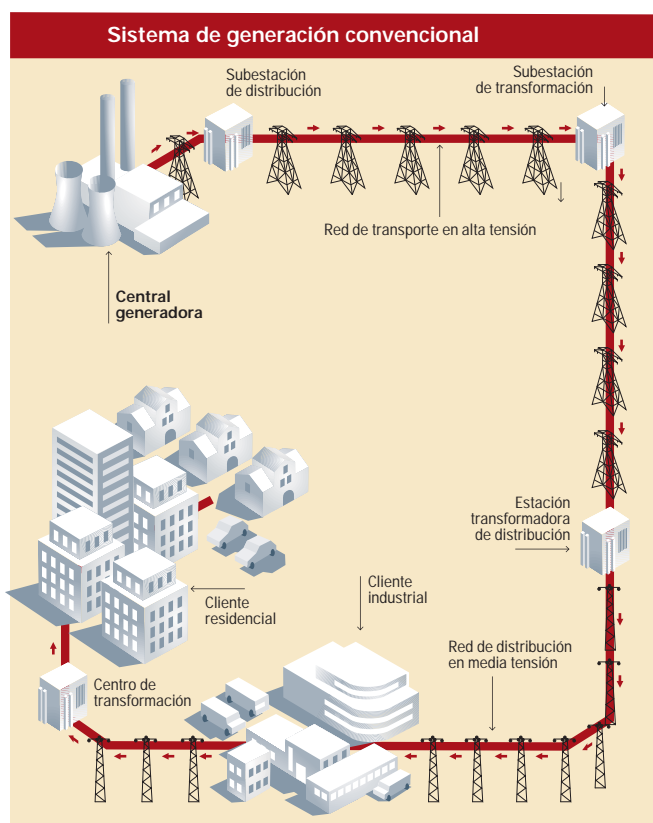 Sistema de generación convencional
Subestación
de distribución
Subestación
de transformación
Red de transporte en alta tensión
Central
generadora
Estación
transformadora
de distribución
Cliente
industrial
Cliente
residencial
Red de distribución
en media tensión
Centro de
transformación